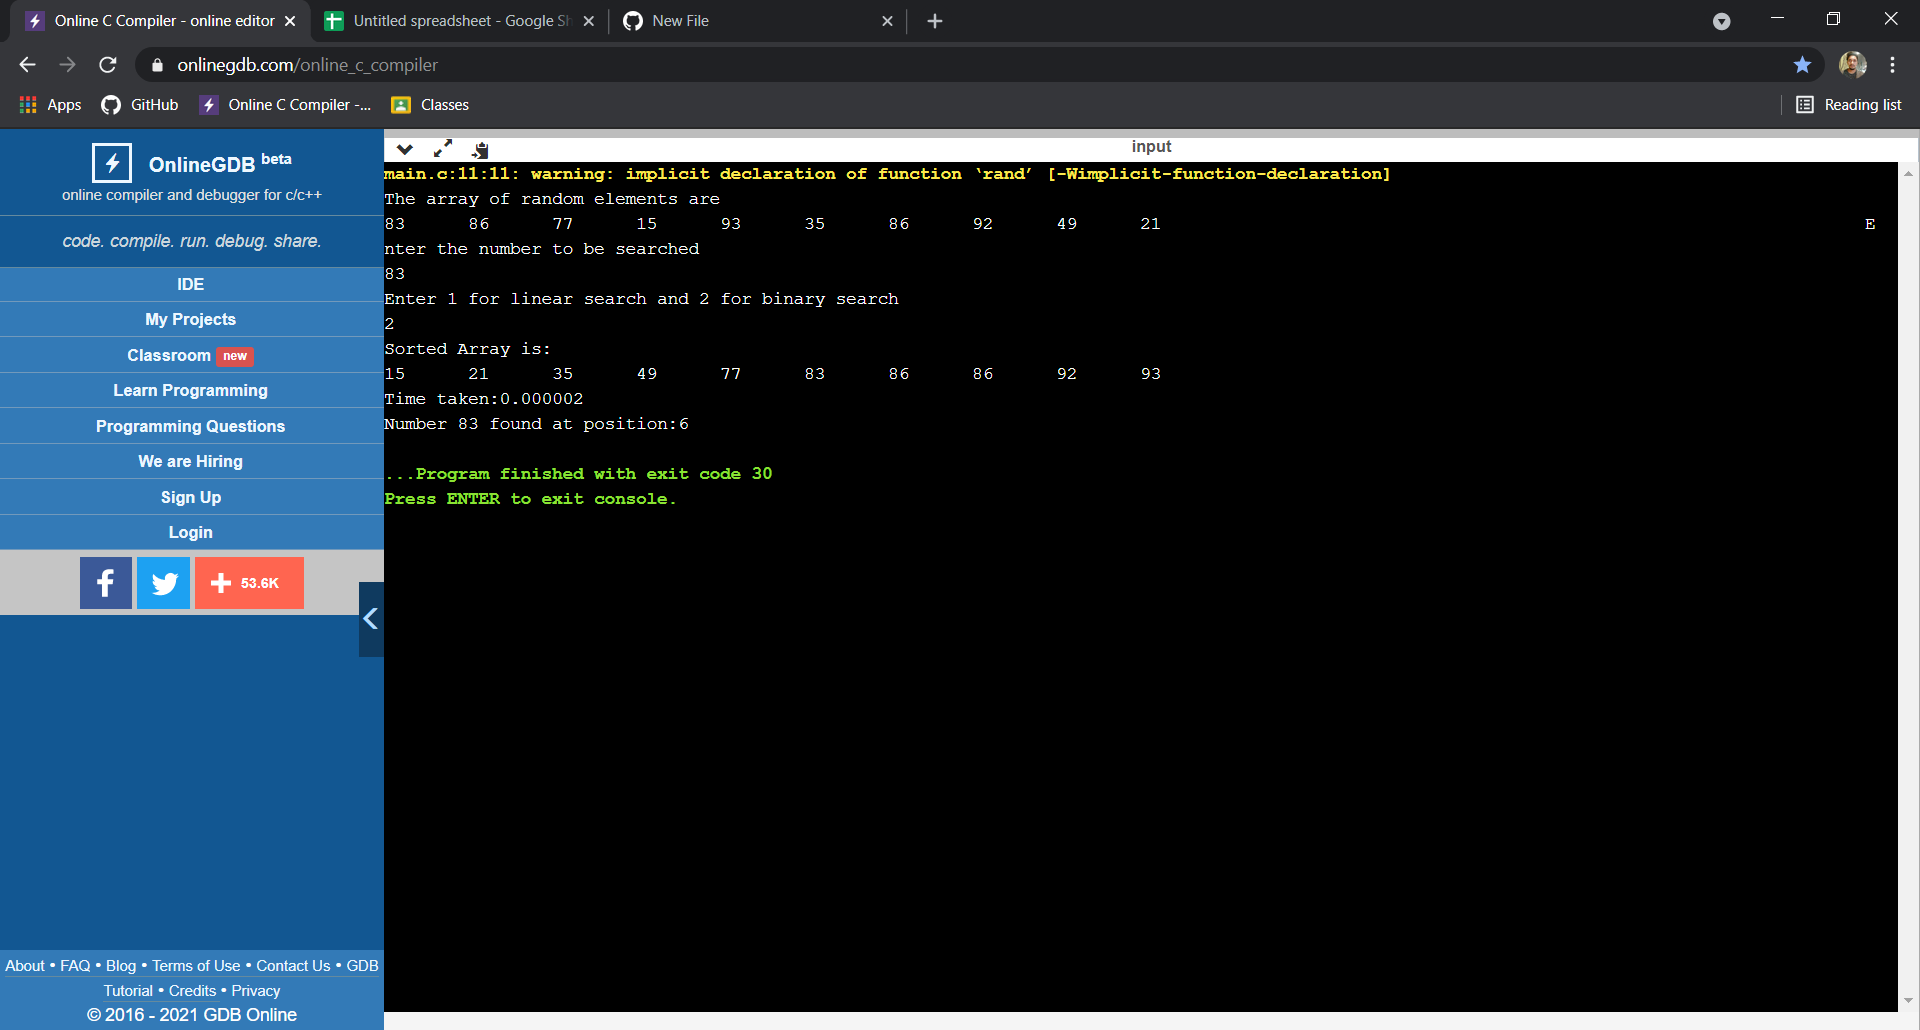 Online C Compiler - online editor
Untitled spreadsheet - Google Sh
New File
onlinegdb.com/online_c_compiler
Apps
GitHub
Online C Compiler -...
Classes
Reading list
OnlineGDB beta
online compiler and debugger for c/c++
code. compile. run. debug. share.
IDE
My Projects
Classroom new
Learn Programming
Programming Questions
We are Hiring
Sign Up
Login
53.6K
About • FAQ • Blog • Terms of Use • Contact Us • GDB
Tutorial • Credits • Privacy
© 2016 - 2021 GDB Online
input
main.c:11:11: warning: implicit declaration of function ‘rand’ [-Wimplicit-function-declaration]
The array of random elements are
83 86 77 15 93 35 86 92 49 21 E
nter the number to be searched
83
Enter 1 for linear search and 2 for binary search
2
Sorted Array is:
15 21 35 49 77 83 86 86 92 93
Time taken:0.000002
Number 83 found at position:6
...Program finished with exit code 30
Press ENTER to exit console.